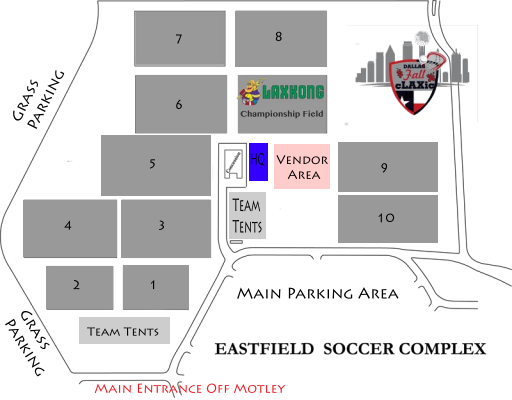 7
8
DALLAS
Fall
cLAXic
GRASS
PARKING
6
LAXKONG
Championship Field
5
HQ
VENDOR
AREA
9
4
3
TEAM
TENTS
10
2
1
MAIN PARKING AREA
GRASS
PARKING
TEAM TENTS
EASTFIELD SOCCER COMPLEX
MAIN ENTRANCE OFF MOTLEY